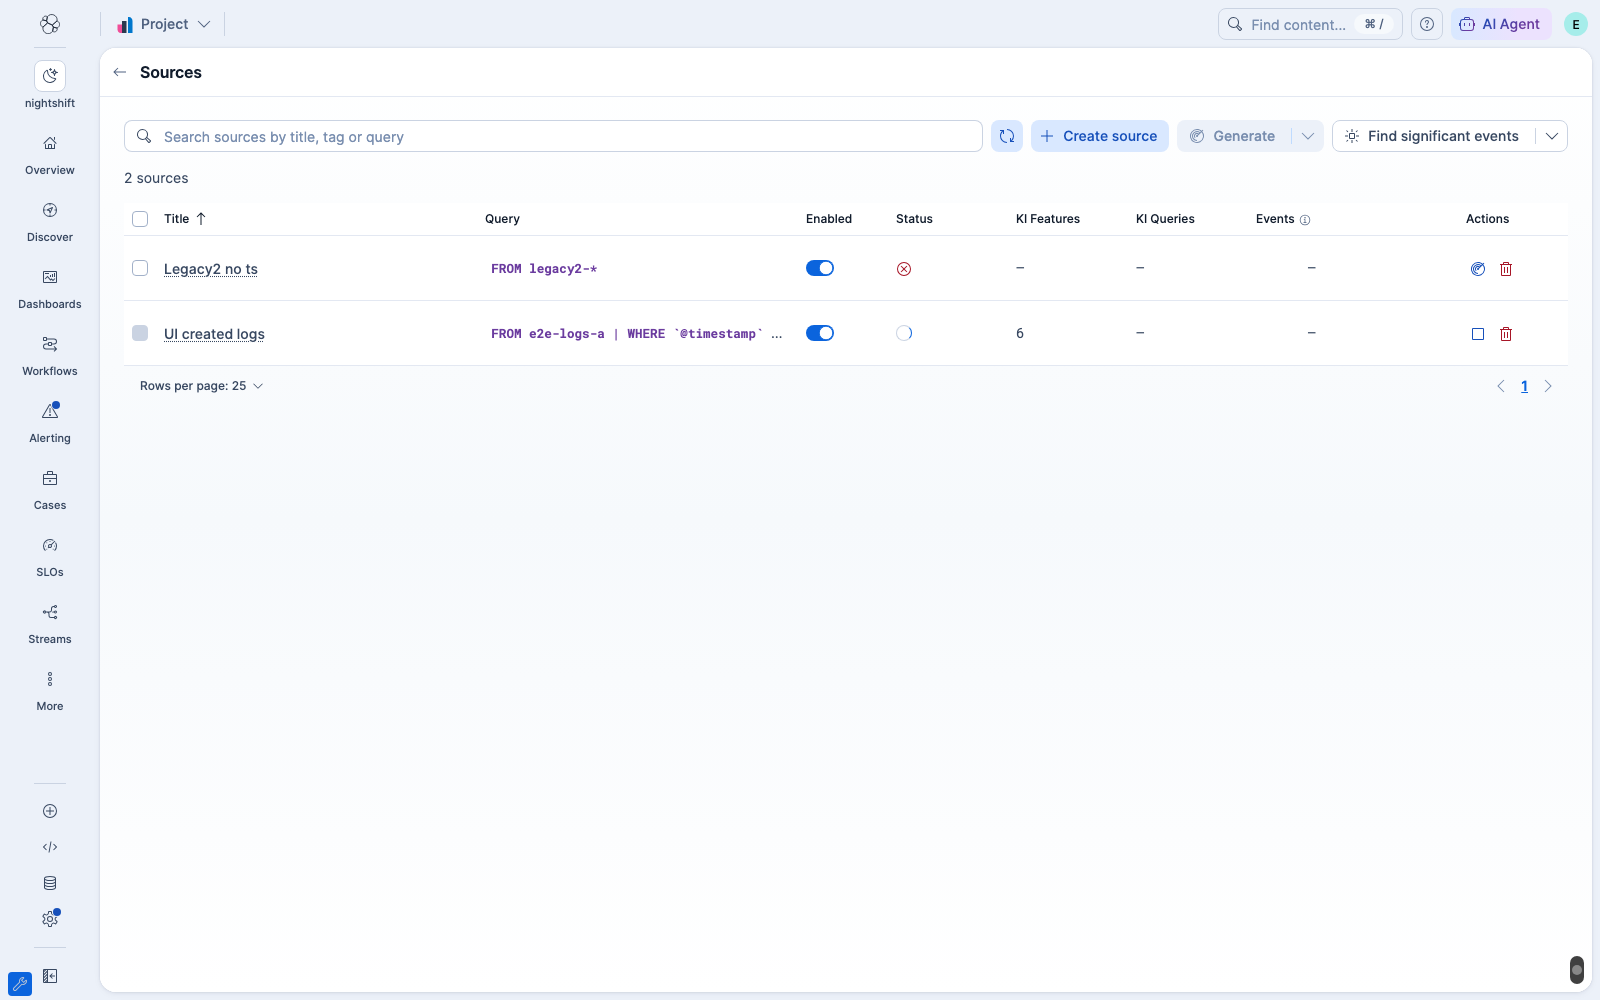 Project
Find content...
⌘ /
AI Agent
E
nightshift
Overview
Discover
Dashboards
Workflows
Alerting
Cases
SLOs
Streams
More
Sources
Search sources by title, tag or query
Create source
Generate
Find significant events
2 sources
Title Query Enabled Status KI Features KI Queries Events Actions
Legacy2 no ts FROM legacy2-* – – –
UI created logs FROM e2e-logs-a | WHERE `@timestamp` ... 6 – –
Rows per page: 25
1